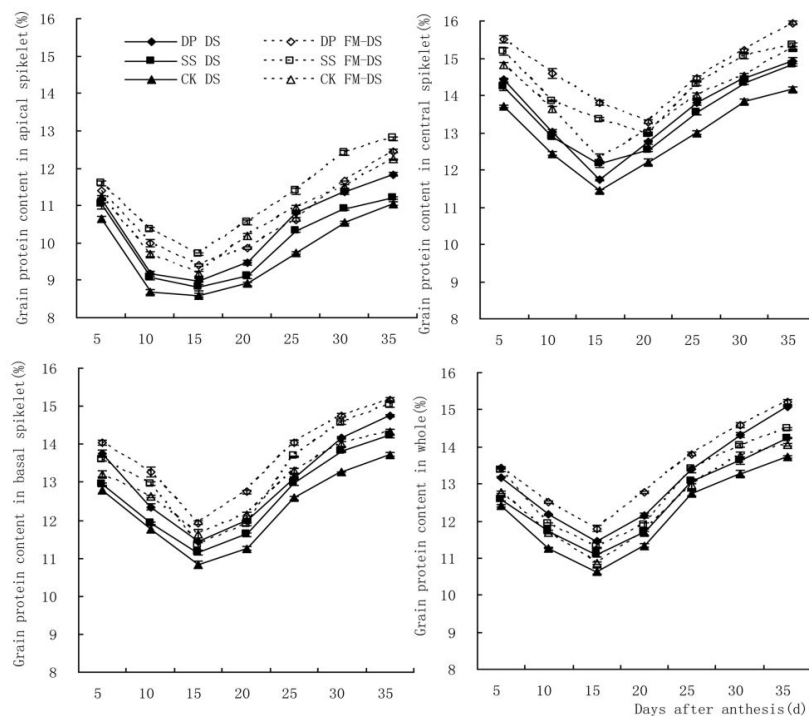 Grain protein content in apical spikelet(%)
16
15
14
13
12
11
10
9
8
DP DS
DP FM-DS
SS DS
SS FM-DS
CK DS
CK FM-DS
5 10 15 20 25 30 35
Grain protein content in central spikelet(%)
16
15
14
13
12
11
10
9
8
5 10 15 20 25 30 35
Grain protein content in basal spikelet(%)
16
15
14
13
12
11
10
9
8
5 10 15 20 25 30 35
Grain protein content in whole(%)
16
15
14
13
12
11
10
9
8
5 10 15 20 25 30 35
Days after anthesis(d)